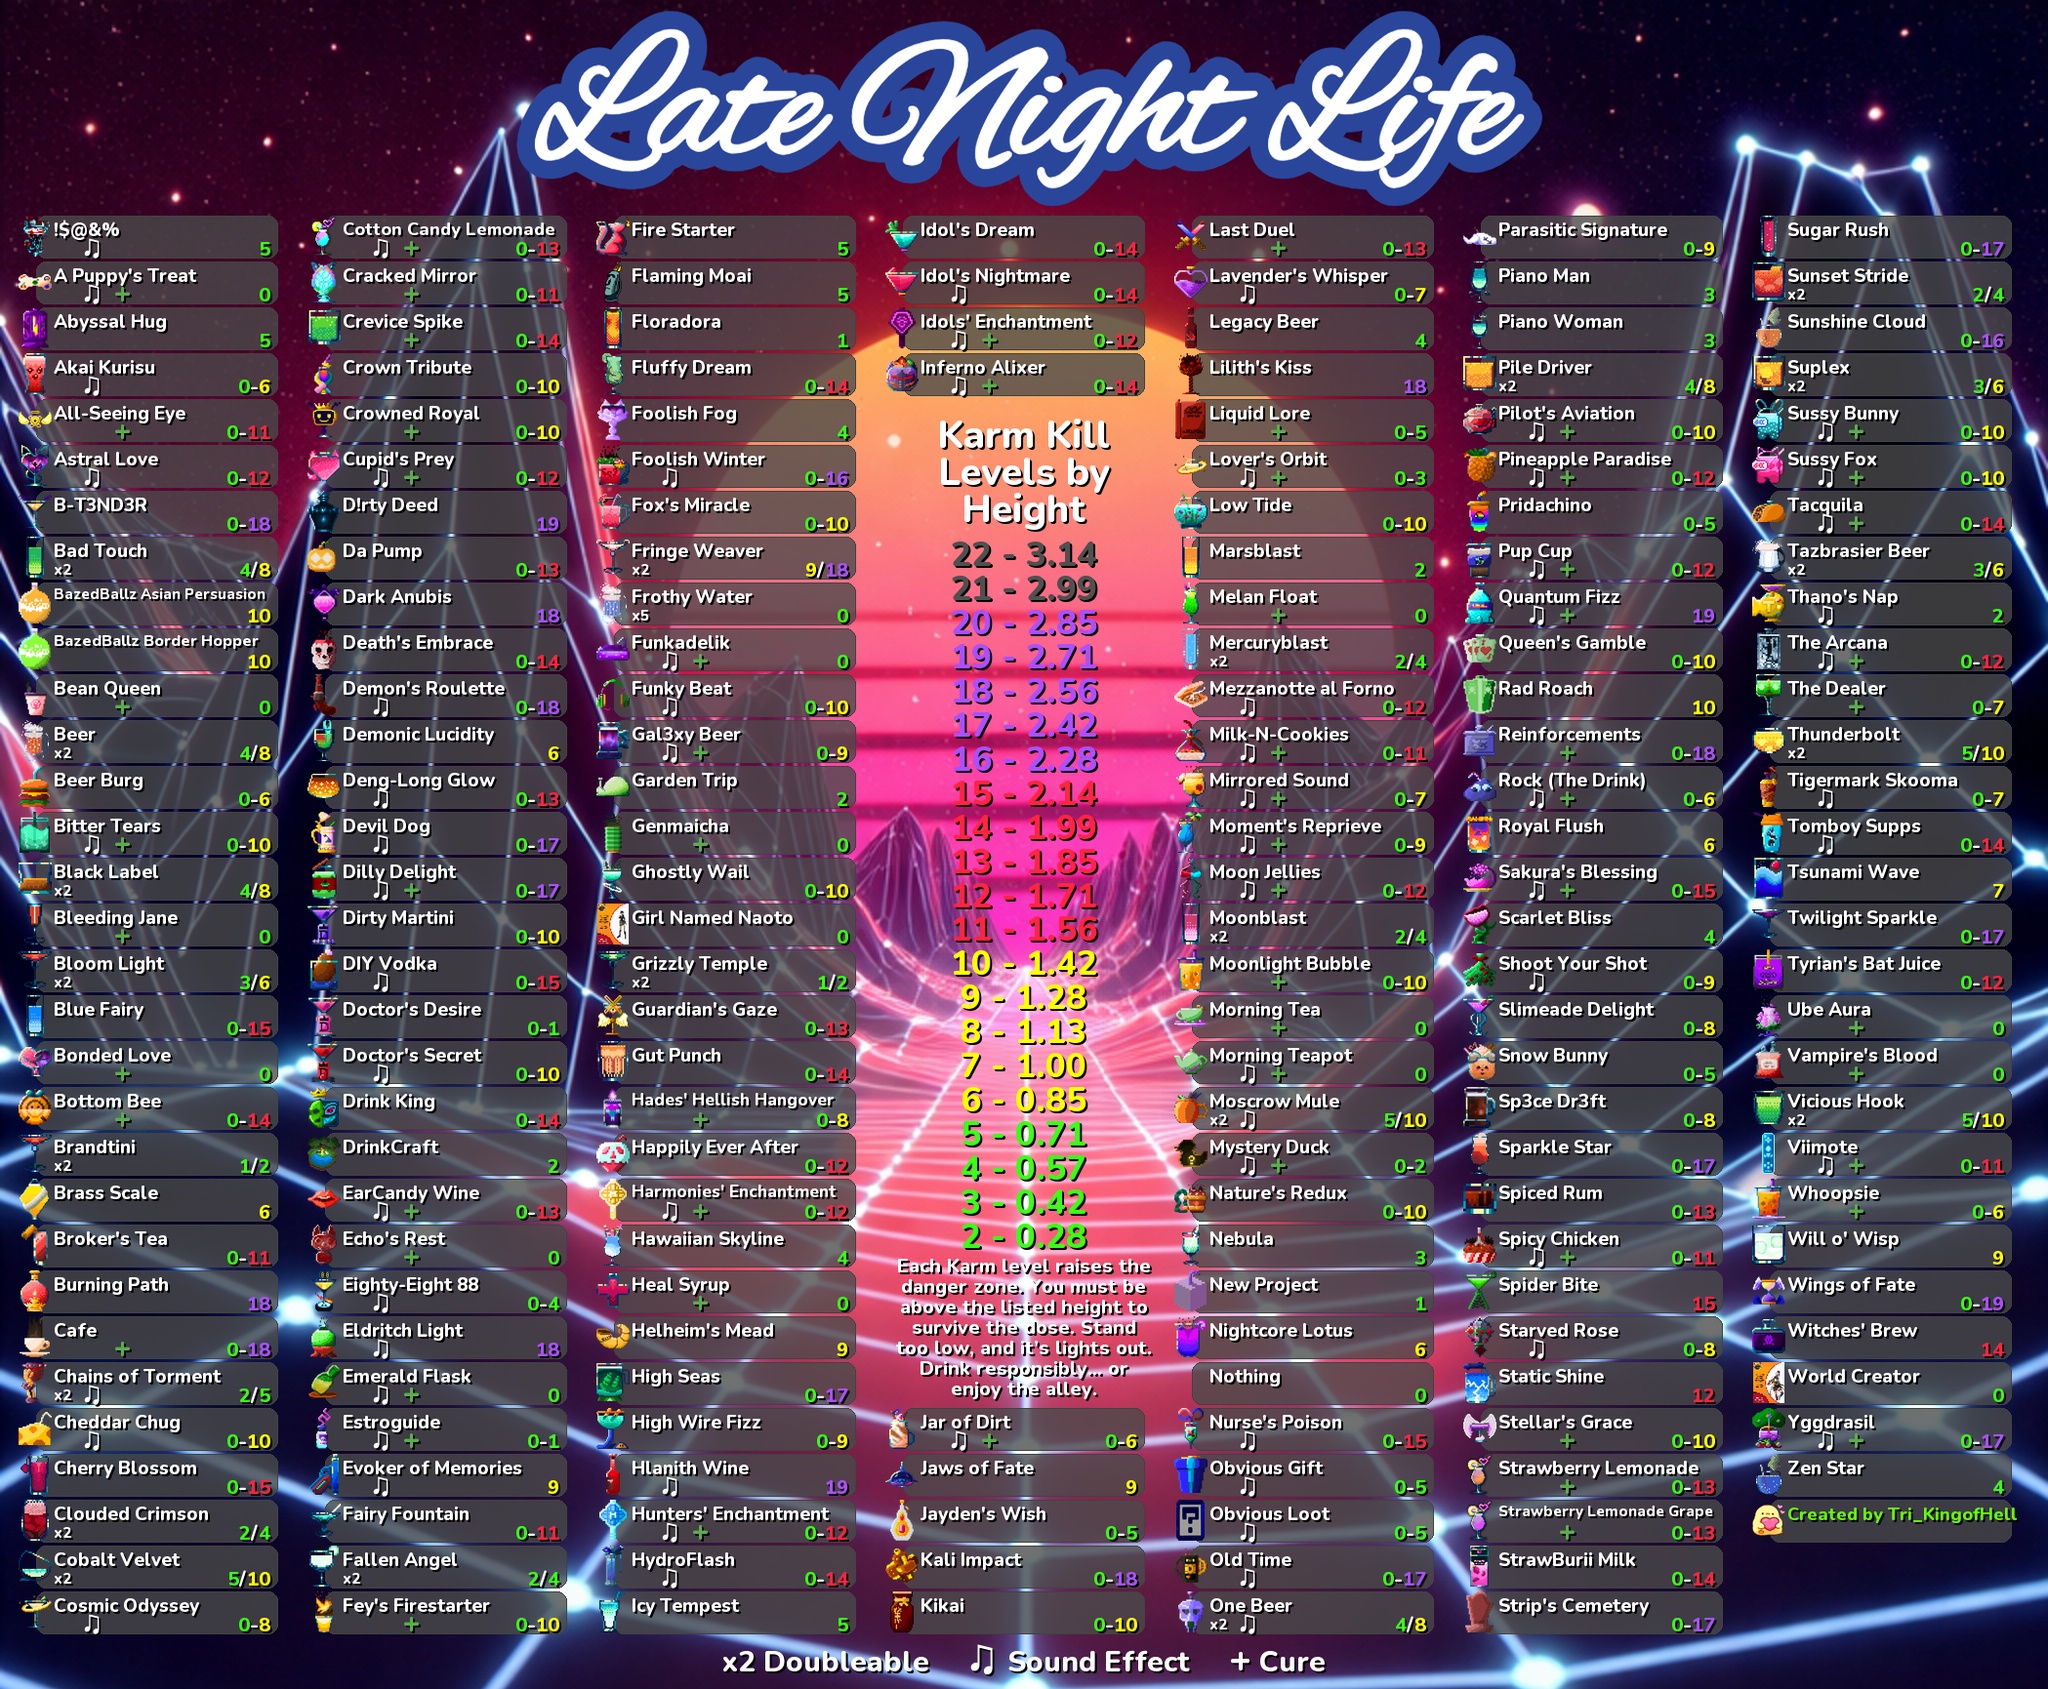 Late Night Life
!$@&%
♫ 5
A Puppy's Treat
♫ + 0
Abyssal Hug
5
Akai Kurisu
♫ 0-6
All-Seeing Eye
+ 0-11
Astral Love
♫ 0-12
B-T3ND3R
0-18
Bad Touch
x2 4/8
BazedBallz Asian Persuasion
10
BazedBallz Border Hopper
10
Bean Queen
+ 0
Beer
x2 4/8
Beer Burg
0-6
Bitter Tears
♫ + 0-10
Black Label
x2 4/8
Bleeding Jane
+ 0
Bloom Light
x2 3/6
Blue Fairy
0-15
Bonded Love
+ 0
Bottom Bee
+ 0-14
Brandtini
x2 1/2
Brass Scale
6
Broker's Tea
0-11
Burning Path
18
Cafe
+ 0-18
Chains of Torment
x2 ♫ 2/5
Cheddar Chug
♫ 0-10
Cherry Blossom
0-15
Clouded Crimson
x2 2/4
Cobalt Velvet
x2 5/10
Cosmic Odyssey
♫ 0-8
Cotton Candy Lemonade
♫ + 0-13
Cracked Mirror
+ 0-11
Crevice Spike
+ 0-14
Crown Tribute
0-10
Crowned Royal
+ 0-10
Cupid's Prey
♫ + 0-12
D!rty Deed
19
Da Pump
0-13
Dark Anubis
18
Death's Embrace
0-14
Demon's Roulette
♫ 0-18
Demonic Lucidity
6
Deng-Long Glow
♫ 0-13
Devil Dog
♫ 0-17
Dilly Delight
♫ + 0-17
Dirty Martini
0-10
DIY Vodka
♫ 0-15
Doctor's Desire
0-1
Doctor's Secret
♫ 0-10
Drink King
0-14
DrinkCraft
2
EarCandy Wine
♫ + 0-13
Echo's Rest
+ 0
Eighty-Eight 88
♫ 0-4
Eldritch Light
♫ 18
Emerald Flask
♫ + 0
Estroguide
♫ + 0-1
Evoker of Memories
♫ 9
Fairy Fountain
0-11
Fallen Angel
x2 2/4
Fey's Firestarter
+ 0-10
Fire Starter
5
Flaming Moai
5
Floradora
1
Fluffy Dream
0-14
Foolish Fog
4
Foolish Winter
♫ 0-16
Fox's Miracle
0-10
Fringe Weaver
x2 9/18
Frothy Water
x5 0
Funkadelik
♫ + 0
Funky Beat
♫ 0-10
Gal3xy Beer
♫ + 0-9
Garden Trip
2
Genmaicha
+ 0
Ghostly Wail
0-10
Girl Named Naoto
0
Grizzly Temple
x2 1/2
Guardian's Gaze
0-13
Gut Punch
0-14
Hades' Hellish Hangover
+ 0-8
Happily Ever After
0-12
Harmonies' Enchantment
♫ + 0-12
Hawaiian Skyline
4
Heal Syrup
+ 0
Helheim's Mead
9
High Seas
0-17
High Wire Fizz
0-9
Hlanith Wine
♫ 19
Hunters' Enchantment
♫ + 0-12
HydroFlash
♫ 0-14
Icy Tempest
5
Idol's Dream
0-14
Idol's Nightmare
♫ 0-14
Idols' Enchantment
♫ + 0-12
Inferno Alixer
♫ + 0-14
Karm Kill
Levels by
Height
22 - 3.14
21 - 2.99
20 - 2.85
19 - 2.71
18 - 2.56
17 - 2.42
16 - 2.28
15 - 2.14
14 - 1.99
13 - 1.85
12 - 1.71
11 - 1.56
10 - 1.42
9 - 1.28
8 - 1.13
7 - 1.00
6 - 0.85
5 - 0.71
4 - 0.57
3 - 0.42
2 - 0.28
Each Karm level raises the
danger zone. You must be
above the listed height to
survive the dose. Stand
too low, and it's lights out.
Drink responsibly... or
enjoy the alley.
Jar of Dirt
♫ + 0-6
Jaws of Fate
9
Jayden's Wish
0-5
Kali Impact
0-18
Kikai
0-10
Last Duel
+ 0-13
Lavender's Whisper
♫ 0-7
Legacy Beer
4
Lilith's Kiss
18
Liquid Lore
+ 0-5
Lover's Orbit
♫ + 0-3
Low Tide
0-10
Marsblast
2
Melan Float
+ 0
Mercuryblast
x2 2/4
Mezzanotte al Forno
♫ 0-12
Milk-N-Cookies
♫ + 0-11
Mirrored Sound
♫ + 0-7
Moment's Reprieve
♫ + 0-9
Moon Jellies
♫ + 0-12
Moonblast
x2 2/4
Moonlight Bubble
+ 0-10
Morning Tea
+ 0
Morning Teapot
♫ + 0
Moscrow Mule
x2 ♫ 5/10
Mystery Duck
♫ + 0-2
Nature's Redux
0-10
Nebula
3
New Project
1
Nightcore Lotus
6
Nothing
0
Nurse's Poison
♫ 0-15
Obvious Gift
♫ 0-5
Obvious Loot
♫ 0-5
Old Time
♫ 0-17
One Beer
x2 ♫ 4/8
Parasitic Signature
0-9
Piano Man
3
Piano Woman
3
Pile Driver
x2 4/8
Pilot's Aviation
♫ + 0-10
Pineapple Paradise
♫ + 0-12
Pridachino
0-5
Pup Cup
♫ + 0-12
Quantum Fizz
♫ + 19
Queen's Gamble
0-10
Rad Roach
10
Reinforcements
+ 0-18
Rock (The Drink)
♫ + 0-6
Royal Flush
6
Sakura's Blessing
♫ + 0-15
Scarlet Bliss
4
Shoot Your Shot
♫ 0-9
Slimeade Delight
0-8
Snow Bunny
0-5
Sp3ce Dr3ft
0-8
Sparkle Star
0-17
Spiced Rum
0-13
Spicy Chicken
♫ + 0-11
Spider Bite
15
Starved Rose
♫ 0-8
Static Shine
12
Stellar's Grace
+ 0-10
Strawberry Lemonade
+ 0-13
Strawberry Lemonade Grape
+ 0-13
StrawBurii Milk
0-14
Strip's Cemetery
0-17
Sugar Rush
0-17
Sunset Stride
x2 2/4
Sunshine Cloud
0-16
Suplex
x2 3/6
Sussy Bunny
♫ + 0-10
Sussy Fox
♫ + 0-10
Tacquila
♫ + 0-14
Tazbrasier Beer
x2 3/6
Thano's Nap
2
The Arcana
♫ + 0-12
The Dealer
+ 0-7
Thunderbolt
x2 5/10
Tigermark Skooma
♫ 0-7
Tomboy Supps
♫ 0-14
Tsunami Wave
7
Twilight Sparkle
0-17
Tyrian's Bat Juice
0-12
Ube Aura
+ 0
Vampire's Blood
+ 0
Vicious Hook
x2 5/10
Viimote
♫ + 0-11
Whoopsie
+ 0-6
Will o' Wisp
9
Wings of Fate
0-19
Witches' Brew
14
World Creator
0
Yggdrasil
♫ + 0-17
Zen Star
4
Created by Tri_KingofHell
x2 Doubleable ♫ Sound Effect + Cure